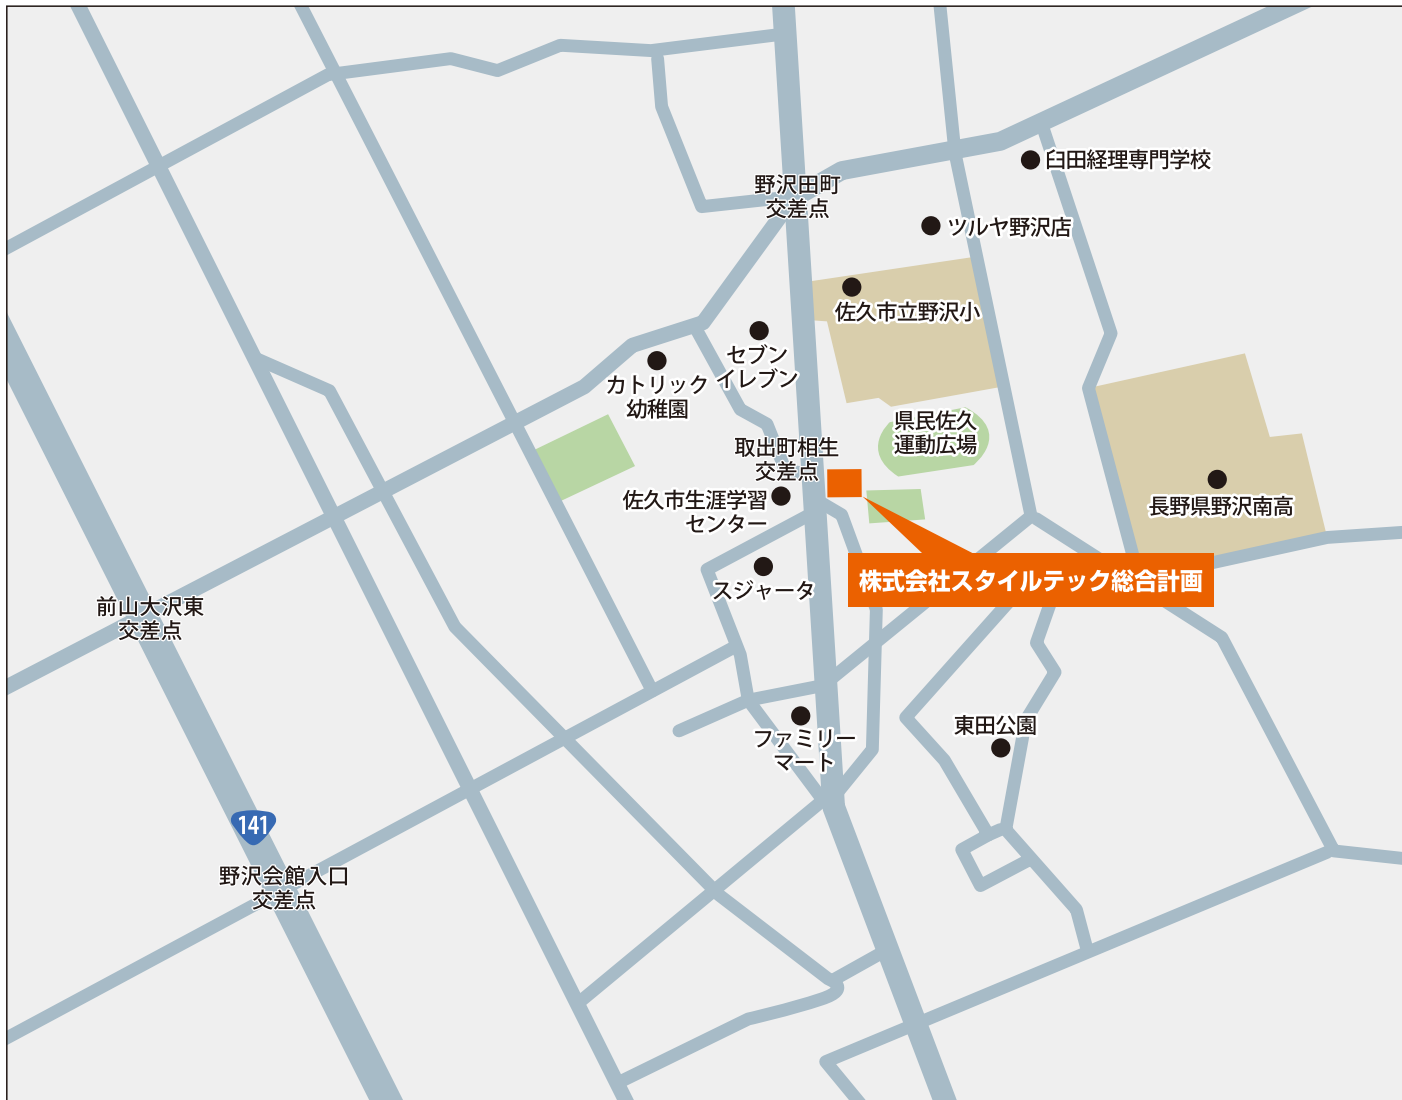 臼田経理専門学校
野沢田町
交差点
ツルヤ野沢店
佐久市立野沢小
セブン
イレブン
カトリック
幼稚園
県民佐久
運動広場
取出町相生
交差点
佐久市生涯学習
センター
長野県野沢南高
株式会社スタイルテック総合計画
スジャータ
前山大沢東
交差点
東田公園
ファミリー
マート
141
野沢会館入口
交差点